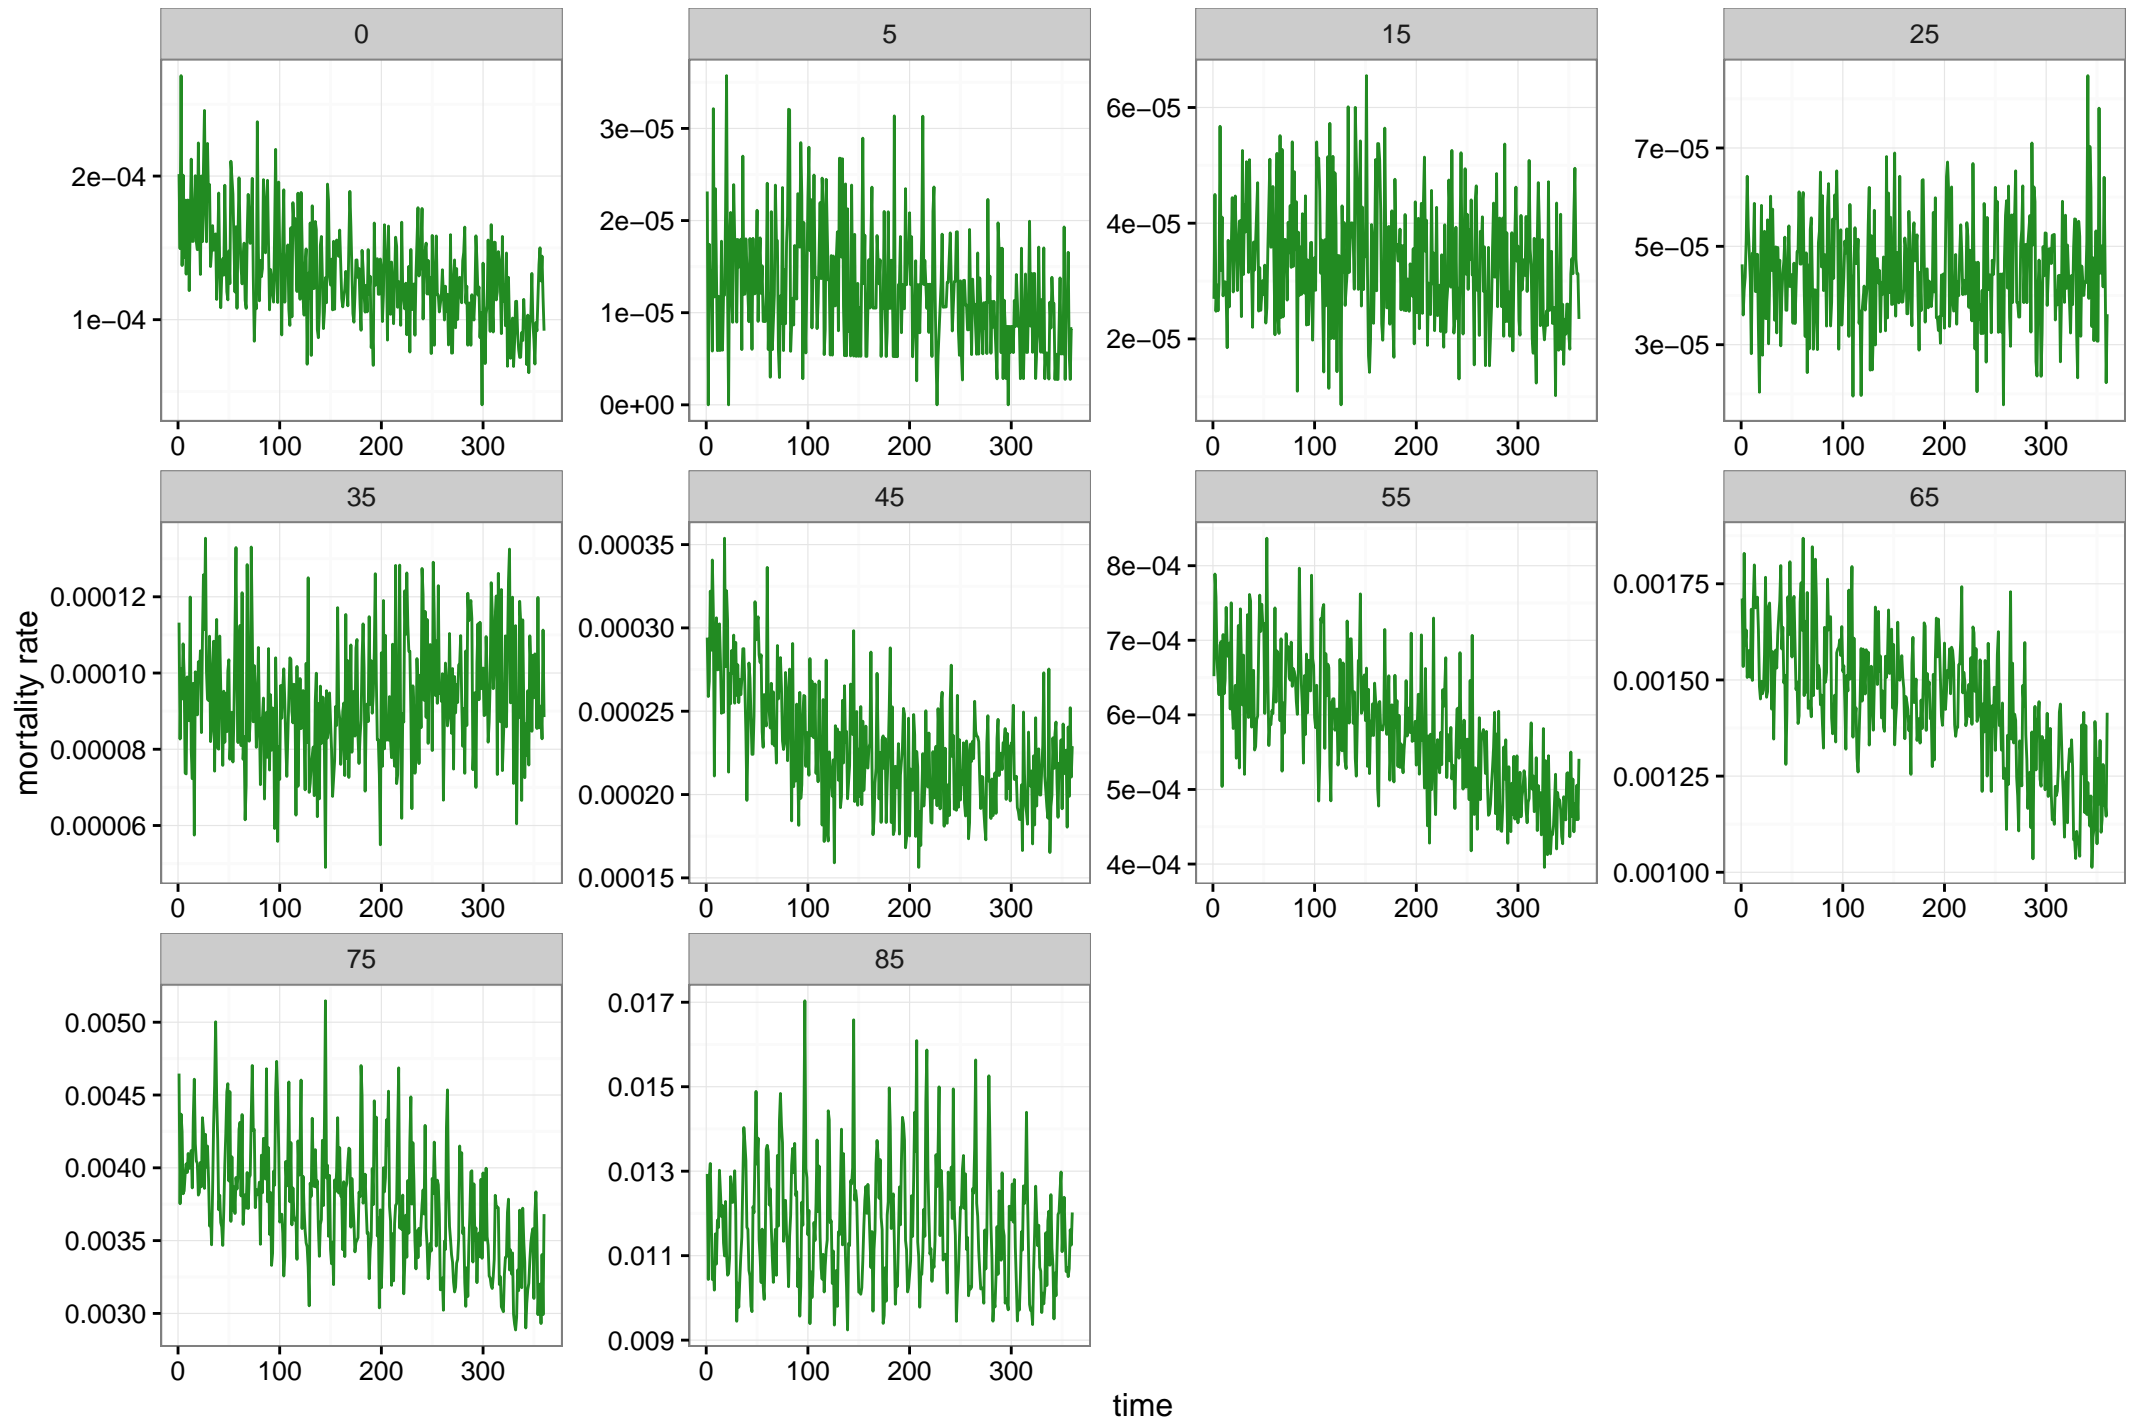 0 5 15 25
2e−04
1e−04
3e−05
2e−05
1e−05
0e+00
6e−05
4e−05
2e−05
7e−05
5e−05
3e−05
0 100 200 300 0 100 200 300 0 100 200 300 0 100 200 300
35 45 55 65
mortality rate
0.00012
0.00010
0.00008
0.00006
0.00035
0.00030
0.00025
0.00020
0.00015
8e−04
7e−04
6e−04
5e−04
4e−04
0.00175
0.00150
0.00125
0.00100
0 100 200 300 0 100 200 300 0 100 200 300 0 100 200 300
75 85
0.0050
0.0045
0.0040
0.0035
0.0030
0.017
0.015
0.013
0.011
0.009
0 100 200 300 0 100 200 300
time